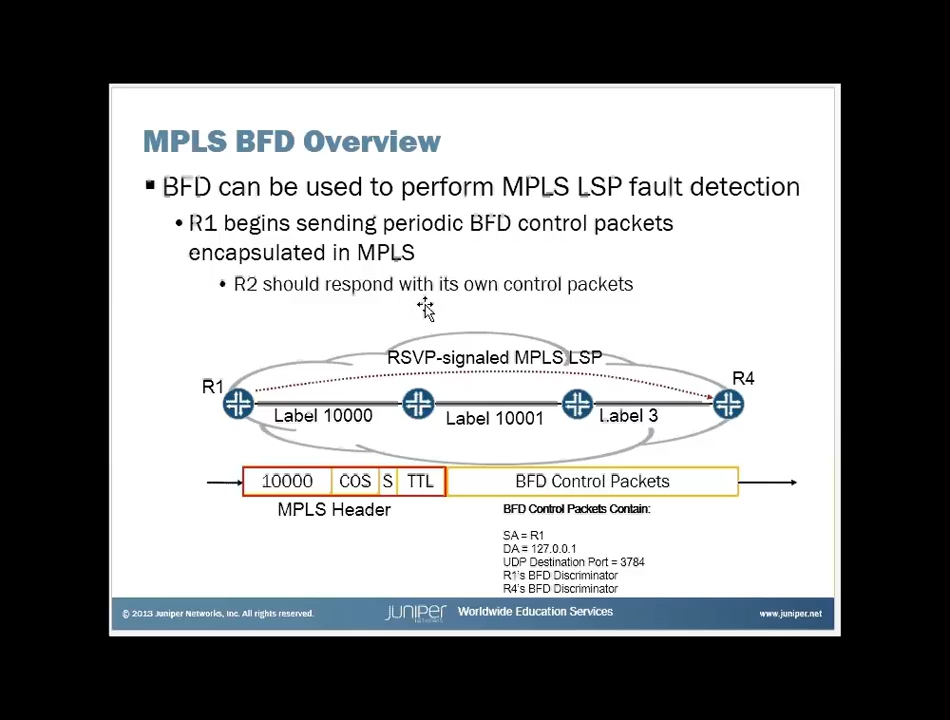 MPLS BFD Overview
BFD can be used to perform MPLS LSP fault detection
R1 begins sending periodic BFD control packets
encapsulated in MPLS
R2 should respond with its own control packets
RSVP-signaled MPLS LSP
R1
R4
Label 10000
Label 10001
Label 3
10000 COS S TTL BFD Control Packets
MPLS Header
BFD Control Packets Contain:
SA = R1
DA = 127.0.0.1
UDP Destination Port = 3784
R1's BFD Discriminator
R4's BFD Discriminator
© 2013 Juniper Networks, Inc. All rights reserved.
JUNIPER
NETWORKS
Worldwide Education Services
www.juniper.net